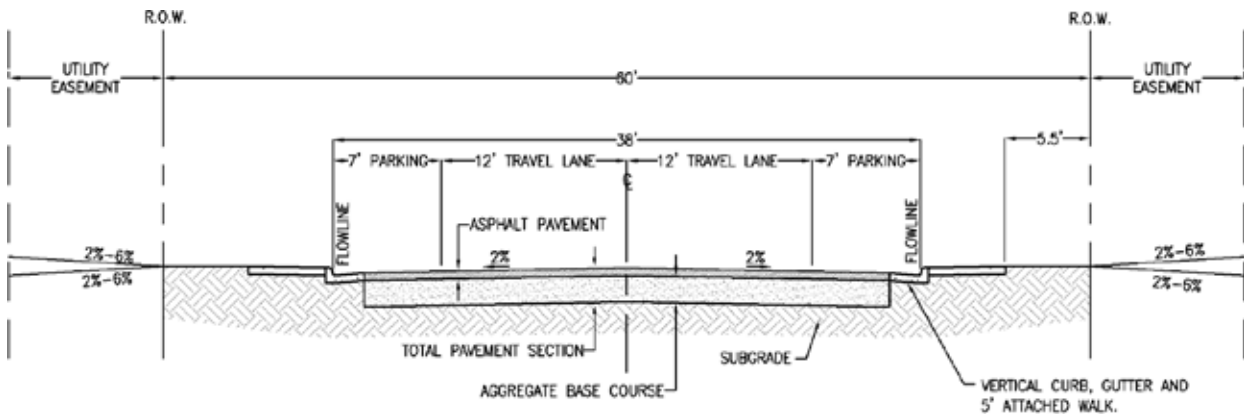 R.O.W.
R.O.W.
UTILITY
EASEMENT
60'
UTILITY
EASEMENT
38'
5.5'
7' PARKING
12' TRAVEL LANE
12' TRAVEL LANE
7' PARKING
℄
FLOWLINE
FLOWLINE
ASPHALT PAVEMENT
2%
2%
2%-6%
2%-6%
2%-6%
2%-6%
TOTAL PAVEMENT SECTION
SUBGRADE
AGGREGATE BASE COURSE
VERTICAL CURB, GUTTER AND
5' ATTACHED WALK.